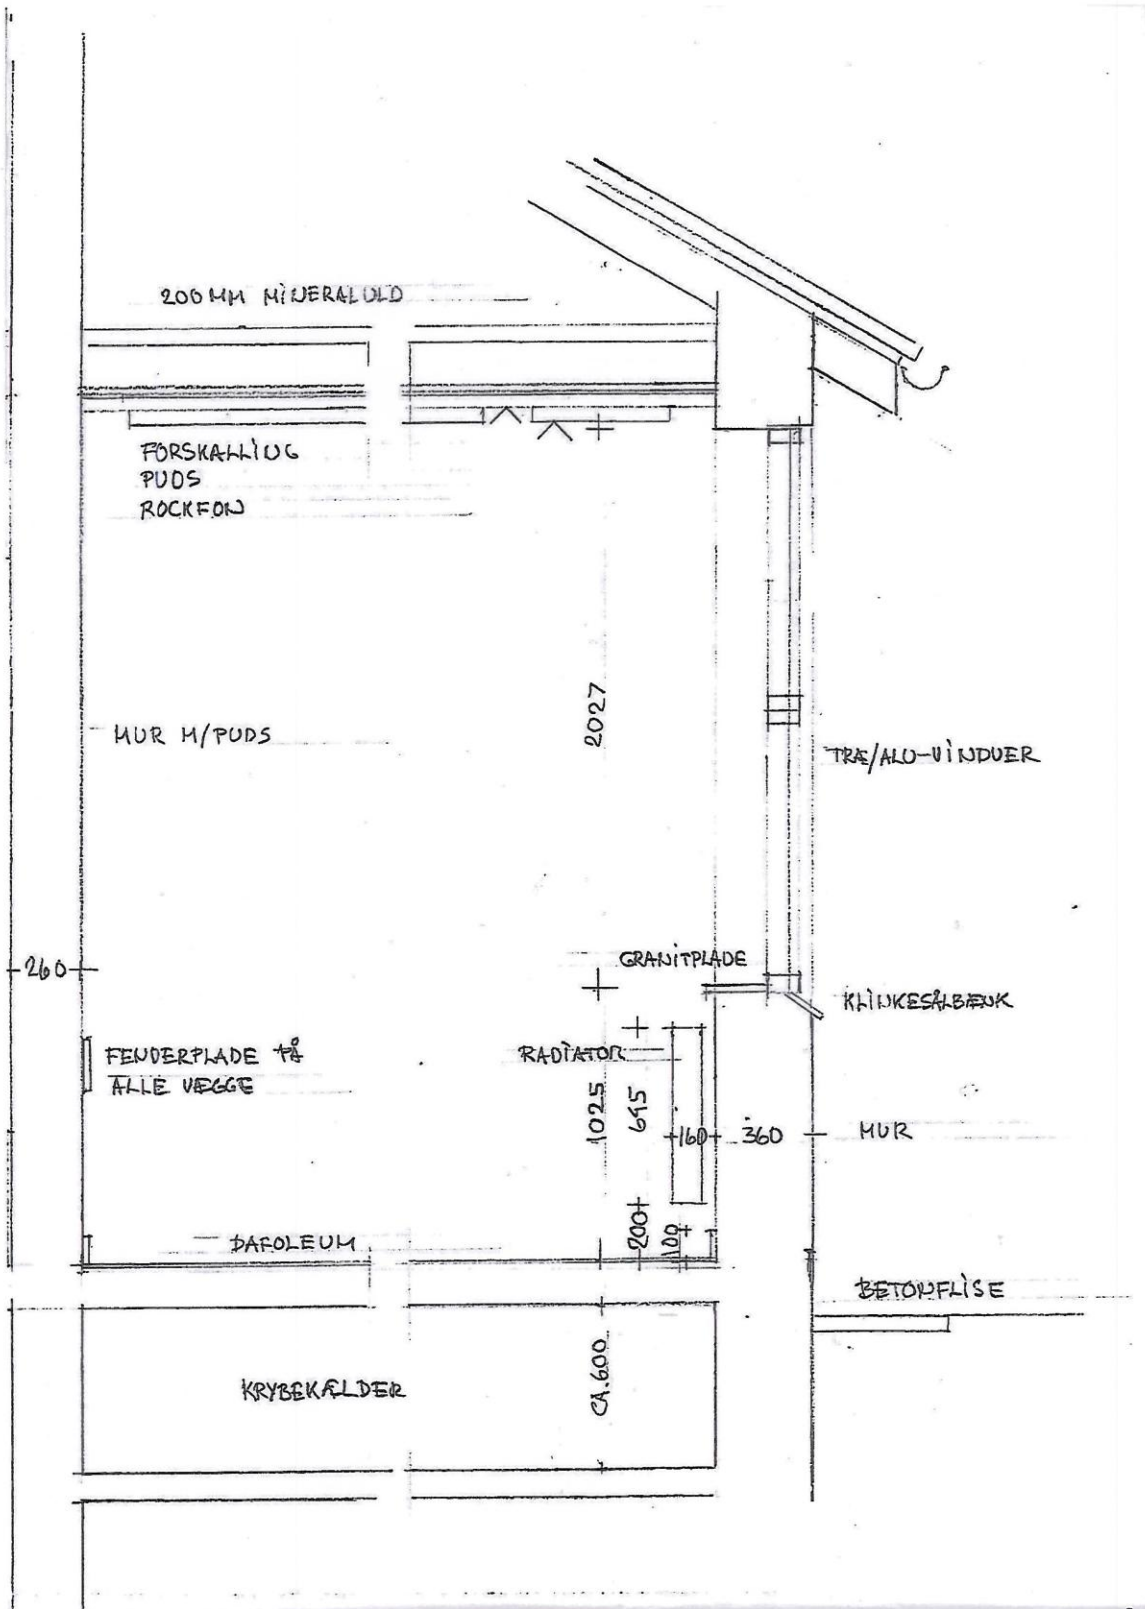 200 MM MINERALULD
FORSKALLING
PUDS
ROCKFON
MUR M/PUDS
2027
TRÆ/ALU-VINDUER
260
GRANITPLADE
KLINKESÅLBÆNK
FENDERPLADE PÅ
ALLE VÆGGE
RADIATOR
1025
695
160
360
MUR
200
100
DAFOLEUM
BETONFLISE
KRYBEKÆLDER
CA.600